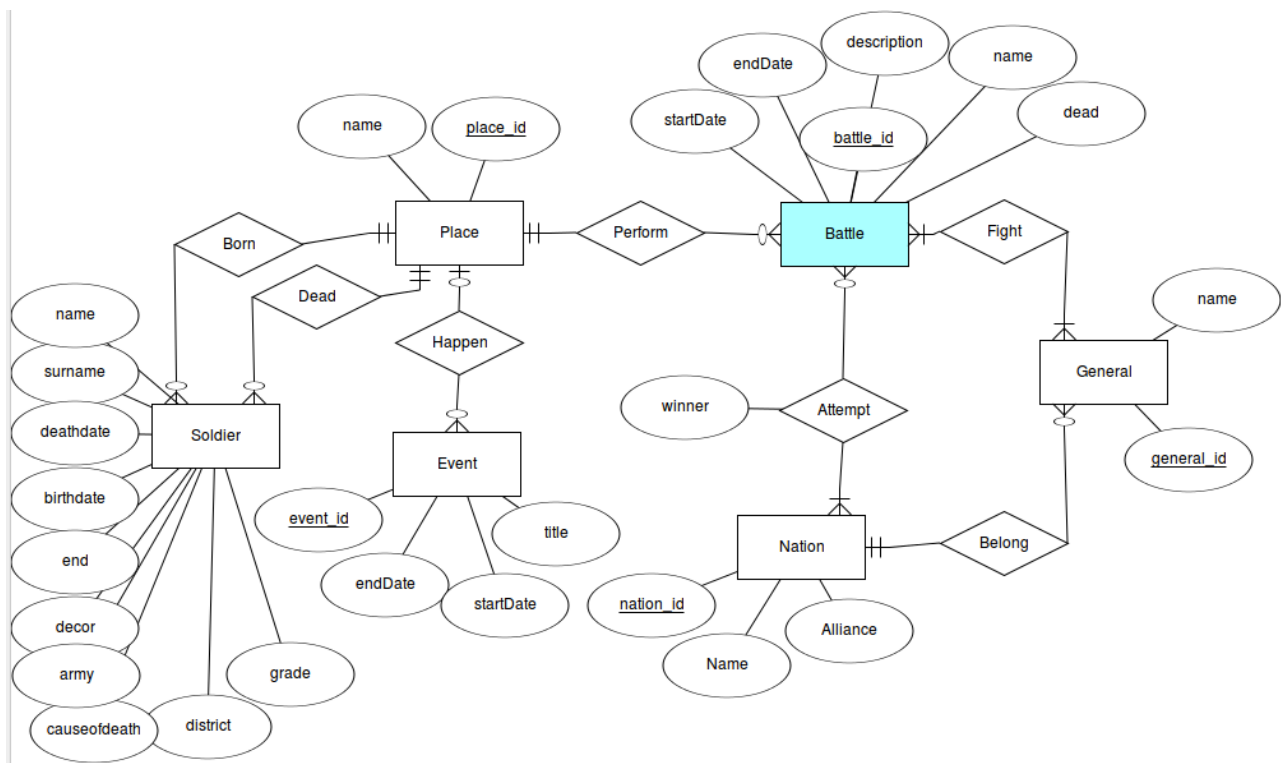 description
endDate
name
startDate
dead
name
place_id
battle_id
Place
Perform
Battle
Fight
Born
Dead
name
name
Happen
surname
General
winner
Attempt
deathdate
Soldier
Event
general_id
birthdate
event_id
title
Nation
Belong
end
endDate
startDate
nation_id
decor
Alliance
Name
army
grade
causeofdeath
district